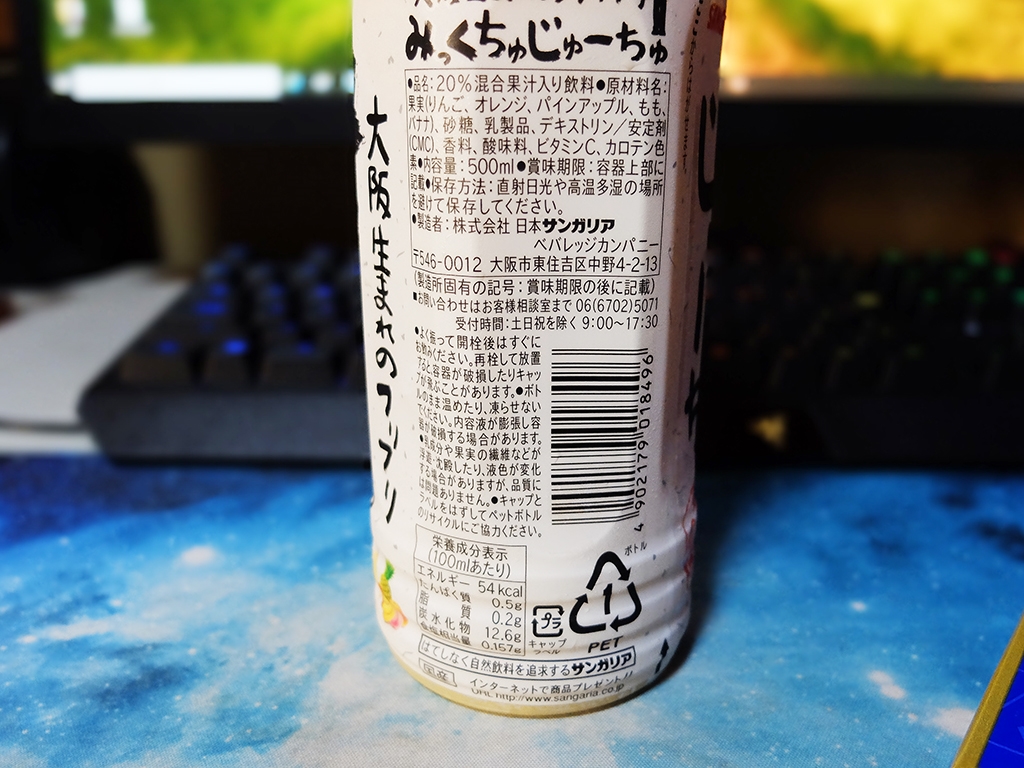 みっくちゅじゅーちゅ
●品名:20%混合果汁入り飲料●原材料名:
果実(りんご、オレンジ、パインアップル、もも、
バナナ)、砂糖、乳製品、デキストリン/安定剤
(CMC)、香料、酸味料、ビタミンC、カロテン色
素●内容量:500ml●賞味期限:容器上部に
記載●保存方法:直射日光や高温多湿の場所
を避けて保存してください。
●製造者:株式会社 日本サンガリア
ベバレッジカンパニー
〒546-0012 大阪市東住吉区中野4-2-13
(製造所固有の記号:賞味期限の後に記載)
●お問い合わせはお客様相談室まで 06(6702)5071
受付時間:土日祝を除く 9:00〜17:30
大阪生まれのフリフリ
●よく振って開栓後はすぐに
お飲みください。再栓して放置
すると容器が破損したりキャッ
プが飛ぶことがあります。●ボト
ルのまま温めたり、凍らせない
でください。内容液が膨張し容
器が破損する場合があります。
●乳成分や果実の繊維などが
浮遊・沈殿したり、液色が変化
する場合がありますが、品質に
は問題ありません。●キャップと
ラベルをはずしてペットボトル
のリサイクルにご協力ください。
4 902179 018496
栄養成分表示
(100mlあたり)
エネルギー 54kcal
たんぱく質 0.5g
脂質 0.2g
炭水化物 12.6g
食塩相当量 0.157g
ボトル
1
PET
プラ
キャップ
ラベル
はてしなく自然飲料を追求するサンガリア
インターネットで商品プレゼント!!
URL http://www.sangaria.co.jp